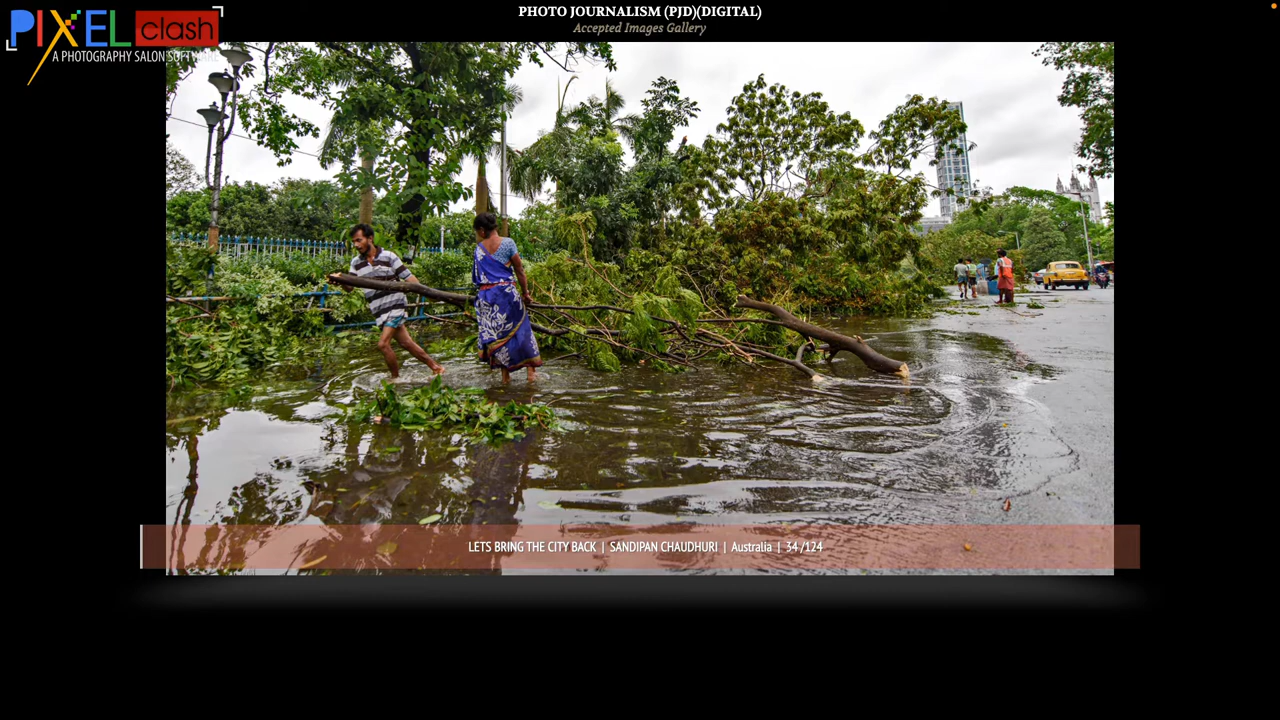 PIXEL clash
A PHOTOGRAPHY SALON SOFTWARE
PHOTO JOURNALISM (PJD)(DIGITAL)
Accepted Images Gallery
LETS BRING THE CITY BACK | SANDIPAN CHAUDHURI | Australia | 34 /124